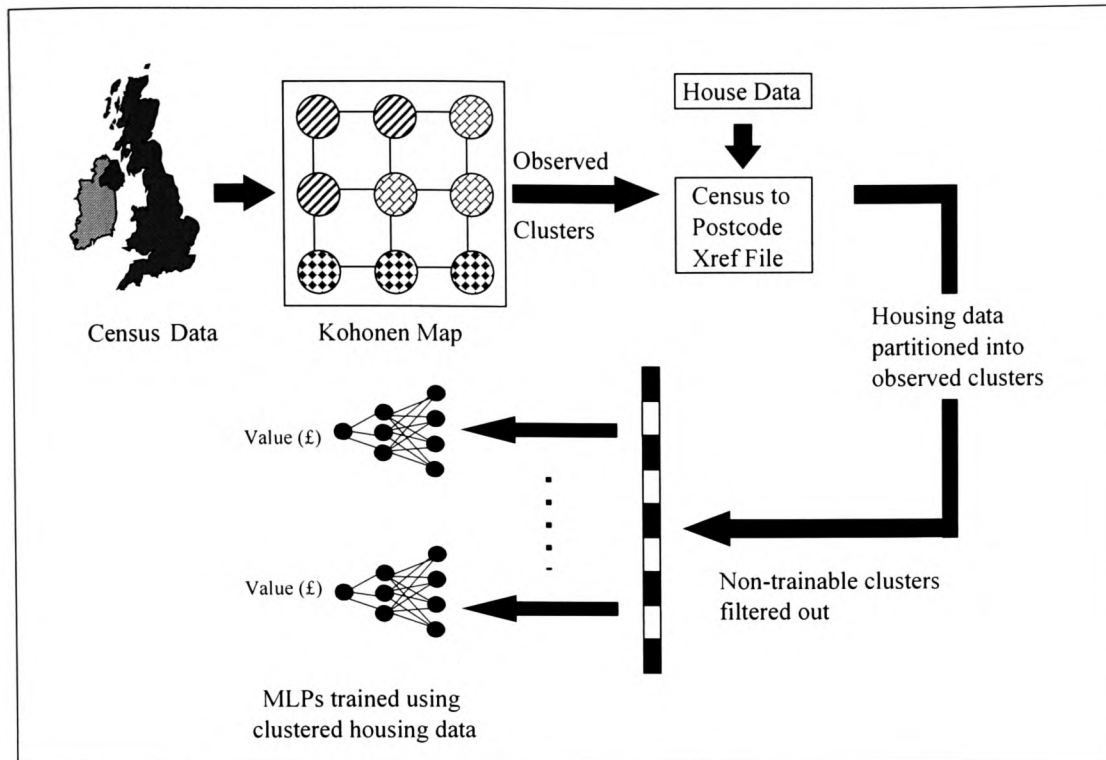 House Data
Observed
Clusters
Census to
Postcode
Xref File
Census Data
Kohonen Map
Housing data
partitioned into
observed clusters
Value (£)
Value (£)
Non-trainable clusters
filtered out
MLPs trained using
clustered housing data